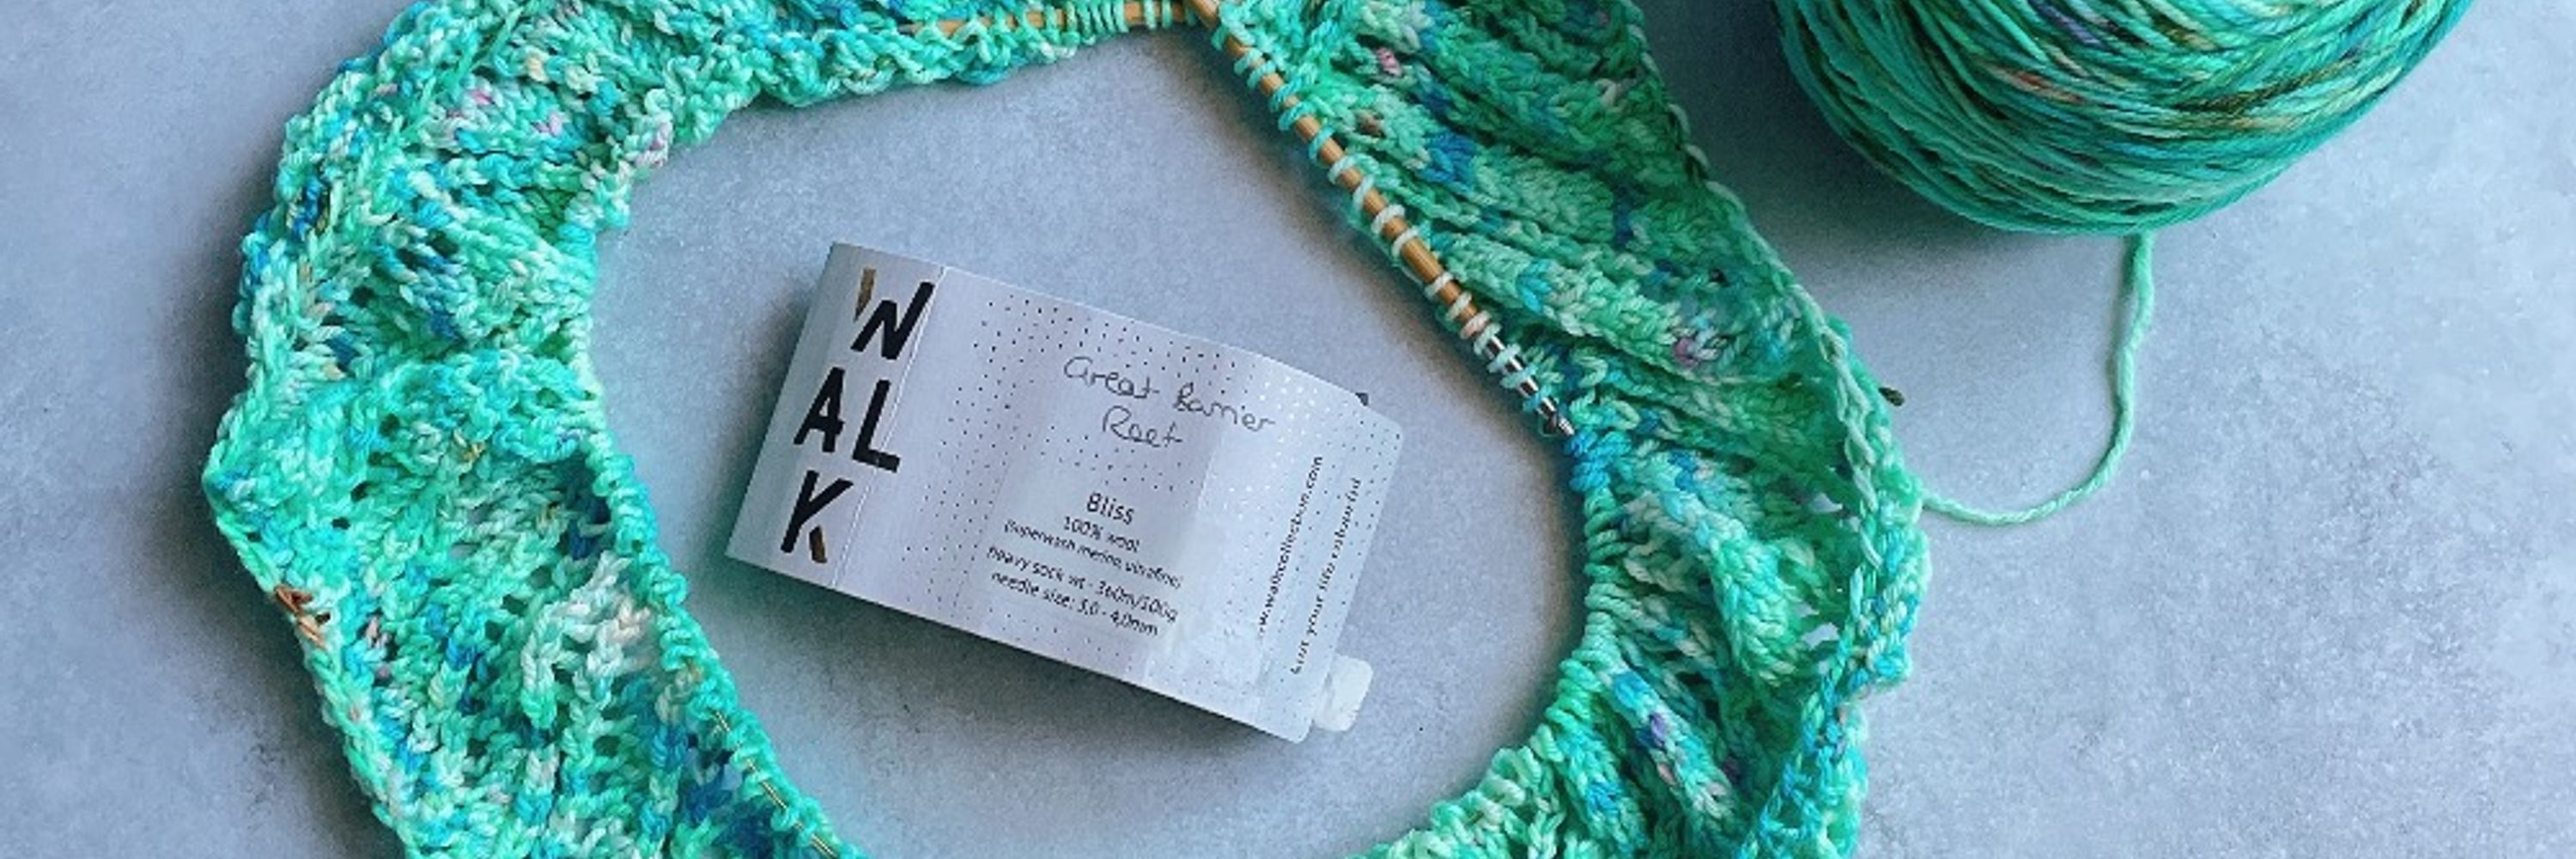 W
AL
K
Great Barrier
Reef
Bliss
100% wool
(superwash merino, ultrafine)
heavy sock wt - 360m/100g
needle size: 3,0 - 4,0mm
www.walkcollection.com
Knit your life colourful